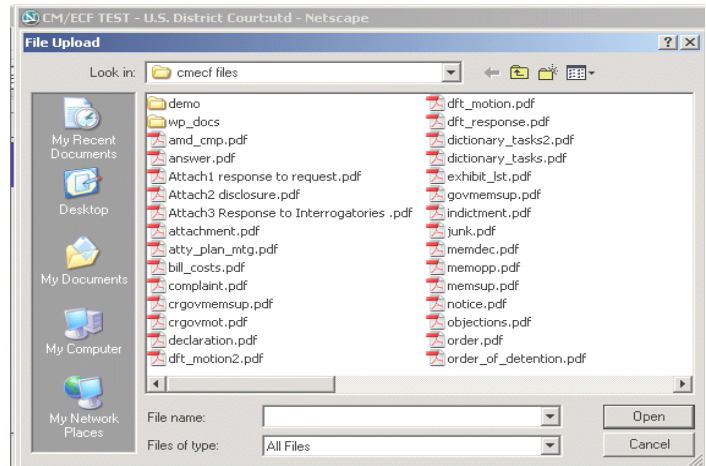 CM/ECF TEST - U.S. District Court:utd - Netscape
File Upload
Look in:
cmecf files
My Recent
Documents
Desktop
My Documents
My Computer
My Network
Places
demo
wp_docs
amd_cmp.pdf
answer.pdf
Attach1 response to request.pdf
Attach2 disclosure.pdf
Attach3 Response to Interrogatories .pdf
attachment.pdf
atty_plan_mtg.pdf
bill_costs.pdf
complaint.pdf
crgovmemsup.pdf
crgovmot.pdf
declaration.pdf
dft_motion2.pdf
dft_motion.pdf
dft_response.pdf
dictionary_tasks2.pdf
dictionary_tasks.pdf
exhibit_lst.pdf
govmemsup.pdf
indictment.pdf
junk.pdf
memdec.pdf
memopp.pdf
memsup.pdf
notice.pdf
objections.pdf
order.pdf
order_of_detention.pdf
File name:
Open
Files of type:
All Files
Cancel